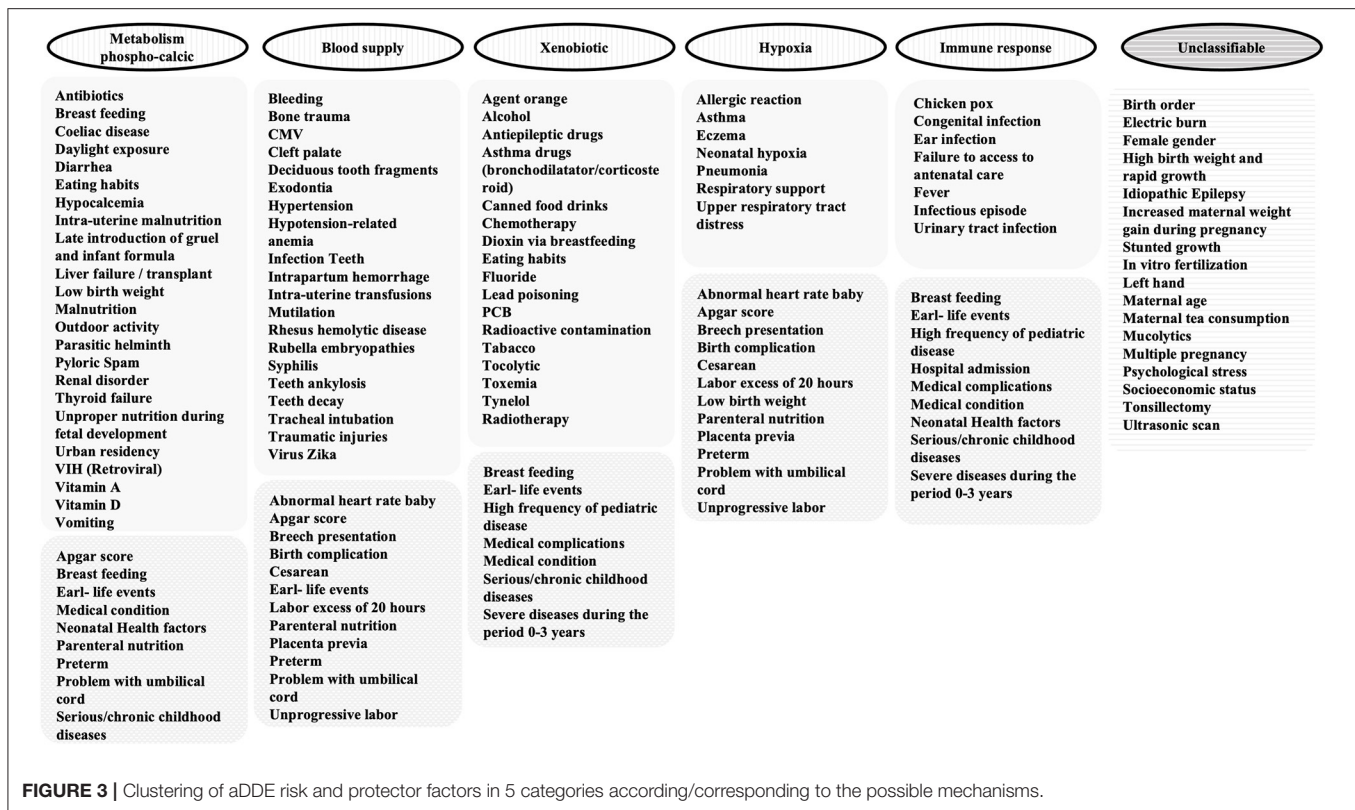 Metabolism
phospho-calcic
Antibiotics
Breast feeding
Coeliac disease
Daylight exposure
Diarrhea
Eating habits
Hypocalcemia
Intra-uterine malnutrition
Late introduction of gruel
and infant formula
Liver failure / transplant
Low birth weight
Malnutrition
Outdoor activity
Parasitic helminth
Pyloric Spam
Renal disorder
Thyroid failure
Unproper nutrition during
fetal development
Urban residency
VIH (Retroviral)
Vitamin A
Vitamin D
Vomiting
Apgar score
Breast feeding
Earl- life events
Medical condition
Neonatal Health factors
Parenteral nutrition
Preterm
Problem with umbilical
cord
Serious/chronic childhood
diseases
Blood supply
Bleeding
Bone trauma
CMV
Cleft palate
Deciduous tooth fragments
Exodontia
Hypertension
Hypotension-related
anemia
Infection Teeth
Intrapartum hemorrhage
Intra-uterine transfusions
Mutilation
Rhesus hemolytic disease
Rubella embryopathies
Syphilis
Teeth ankylosis
Teeth decay
Tracheal intubation
Traumatic injuries
Virus Zika
Abnormal heart rate baby
Apgar score
Breech presentation
Birth complication
Cesarean
Earl- life events
Labor excess of 20 hours
Parenteral nutrition
Placenta previa
Preterm
Problem with umbilical
cord
Unprogressive labor
Xenobiotic
Agent orange
Alcohol
Antiepileptic drugs
Asthma drugs
(bronchodilatator/corticoste
roid)
Canned food drinks
Chemotherapy
Dioxin via breastfeeding
Eating habits
Fluoride
Lead poisoning
PCB
Radioactive contamination
Tabacco
Tocolytic
Toxemia
Tynelol
Radiotherapy
Breast feeding
Earl- life events
High frequency of pediatric
disease
Medical complications
Medical condition
Serious/chronic childhood
diseases
Severe diseases during the
period 0-3 years
Hypoxia
Allergic reaction
Asthma
Eczema
Neonatal hypoxia
Pneumonia
Respiratory support
Upper respiratory tract
distress
Abnormal heart rate baby
Apgar score
Breech presentation
Birth complication
Cesarean
Labor excess of 20 hours
Low birth weight
Parenteral nutrition
Placenta previa
Preterm
Problem with umbilical
cord
Unprogressive labor
Immune response
Chicken pox
Congenital infection
Ear infection
Failure to access to
antenatal care
Fever
Infectious episode
Urinary tract infection
Breast feeding
Earl- life events
High frequency of pediatric
disease
Hospital admission
Medical complications
Medical condition
Neonatal Health factors
Serious/chronic childhood
diseases
Severe diseases during the
period 0-3 years
Unclassifiable
Birth order
Electric burn
Female gender
High birth weight and
rapid growth
Idiopathic Epilepsy
Increased maternal weight
gain during pregnancy
Stunted growth
In vitro fertilization
Left hand
Maternal age
Maternal tea consumption
Mucolytics
Multiple pregnancy
Psychological stress
Socioeconomic status
Tonsillectomy
Ultrasonic scan
FIGURE 3 | Clustering of aDDE risk and protector factors in 5 categories according/corresponding to the possible mechanisms.